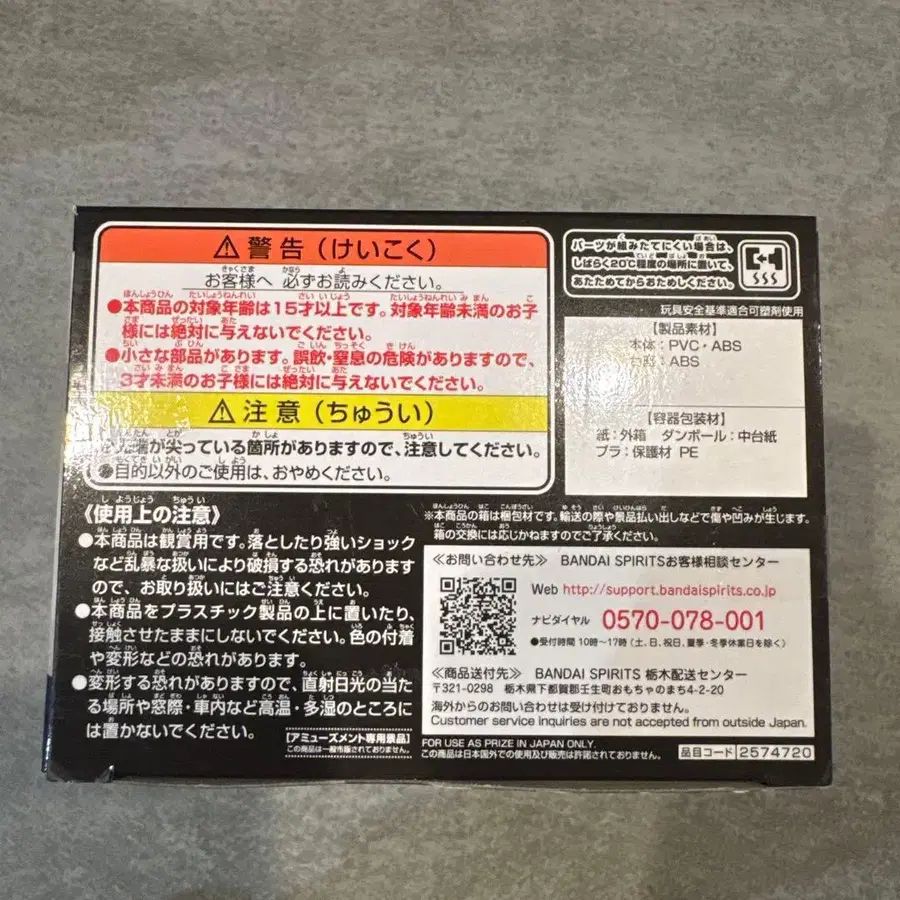 ⚠ 警告（けいこく）
お客様へ 必ずお読みください。
●本商品の対象年齢は15才以上です。対象年齢未満のお子
様には絶対に与えないでください。
●小さな部品があります。誤飲・窒息の危険がありますので、
3才未満のお子様には絶対に与えないでください。
⚠ 注意（ちゅうい）
尖っている箇所がありますので、注意してください。
●目的以外のご使用は、おやめください。
《使用上の注意》
●本商品は観賞用です。落としたり強いショック
など乱暴な扱いにより破損する恐れがあります
ので、お取り扱いにはご注意ください。
●本商品をプラスチック製品の上に置いたり、
接触させたままにしないでください。色の付着
や変形などの恐れがあります。
●変形する恐れがありますので、直射日光の当た
る場所や窓際・車内など高温・多湿のところに
は置かないでください。
【アミューズメント専用景品】
この商品は一般市販されておりません。
パーツが組みたてにくい場合は、
しばらく20℃程度の場所に置いて、
あたためてからおためしください。
玩具安全基準適合可塑剤使用
【製品素材】
本体：PVC・ABS
台座：ABS
【容器包装材】
紙：外箱 ダンボール：中台紙
プラ：保護材 PE
※本商品の箱は梱包材です。輸送の際や景品払い出しなどで傷や凹みが生じます。
箱の交換には応じかねますのでご了承ください。
≪お問い合わせ先≫ BANDAI SPIRITSお客様相談センター
Web http://support.bandaispirits.co.jp
ナビダイヤル 0570-078-001
●受付時間 10時〜17時（土、日、祝日、夏季・冬季休業日を除く）
≪商品送付先≫ BANDAI SPIRITS 栃木配送センター
〒321-0298 栃木県下都賀郡壬生町おもちゃのまち4-2-20
海外からのお問い合わせは受け付けておりません。
Customer service inquiries are not accepted from outside Japan.
FOR USE AS PRIZE IN JAPAN ONLY.
この商品は日本国外での使用及び販売は許諾されておりません。
品目コード 2574720